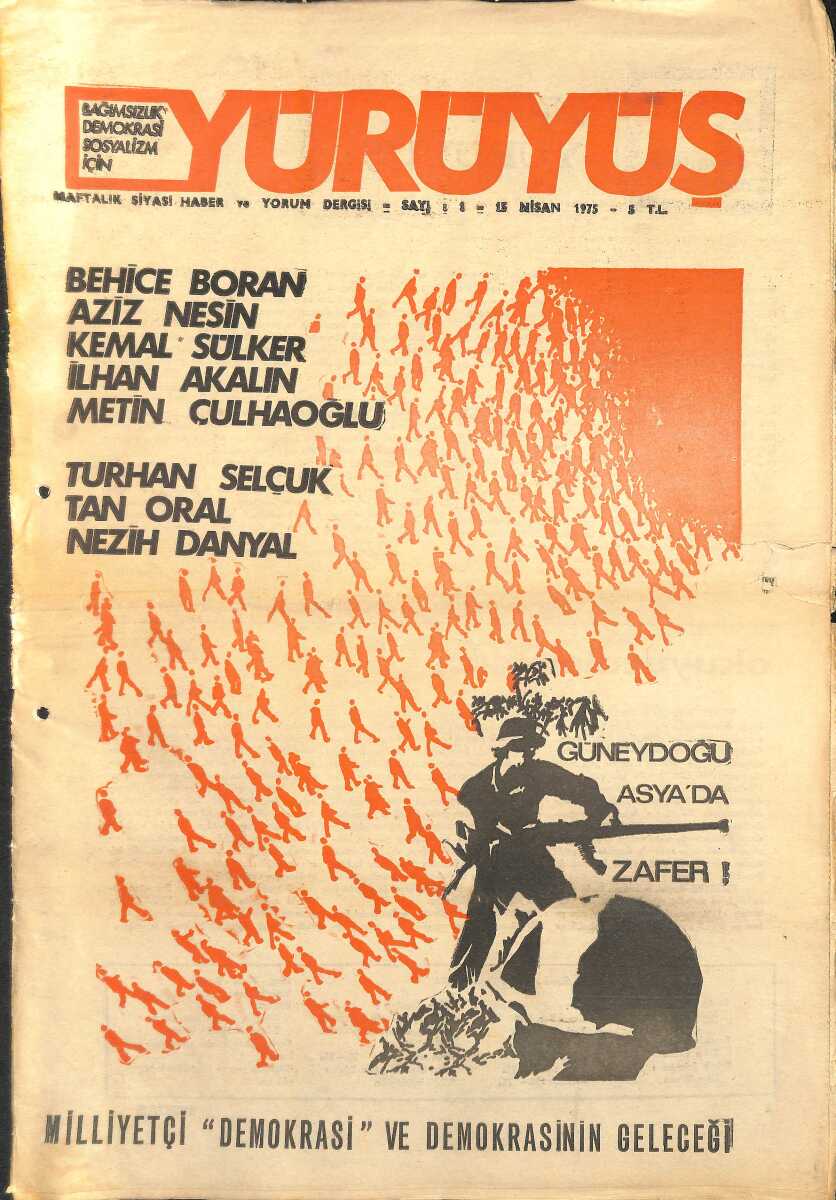 BAĞIMSIZLIK
DEMOKRASİ
SOSYALİZM
İÇİN
YÜRÜYÜŞ
HAFTALIK SİYASİ HABER ve YORUM DERGİSİ = SAYI : 1 = 15 NİSAN 1975 - 5 T.L.
BEHİCE BORAN
AZİZ NESİN
KEMAL SÜLKER
İLHAN AKALIN
METİN ÇULHAOĞLU
TURHAN SELÇUK
TAN ORAL
NEZİH DANYAL
GÜNEYDOĞU
ASYA'DA
ZAFER !
MİLLİYETÇİ "DEMOKRASİ" VE DEMOKRASİNİN GELECEĞİ